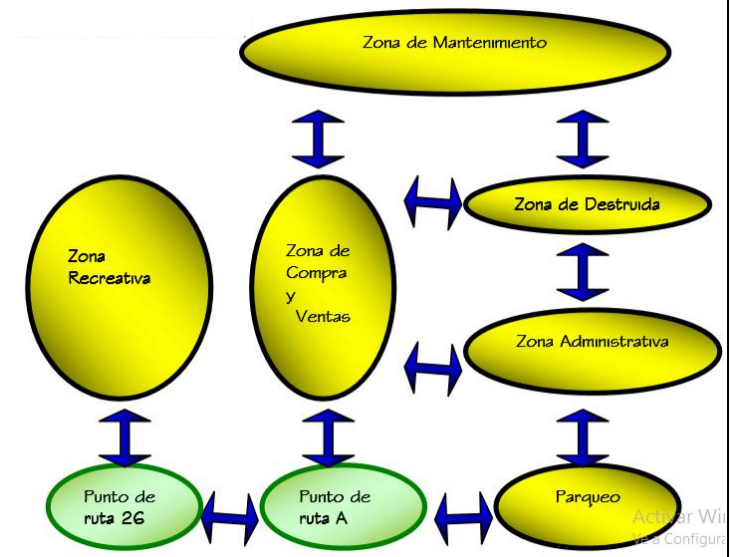 Zona de Mantenimiento
Zona de Destruida
Zona
Recreativa
Zona de
Compra
y
Ventas
Zona Administrativa
Punto de
ruta 26
Punto de
ruta A
Parqueo
Activar Wi
Ve a Configura